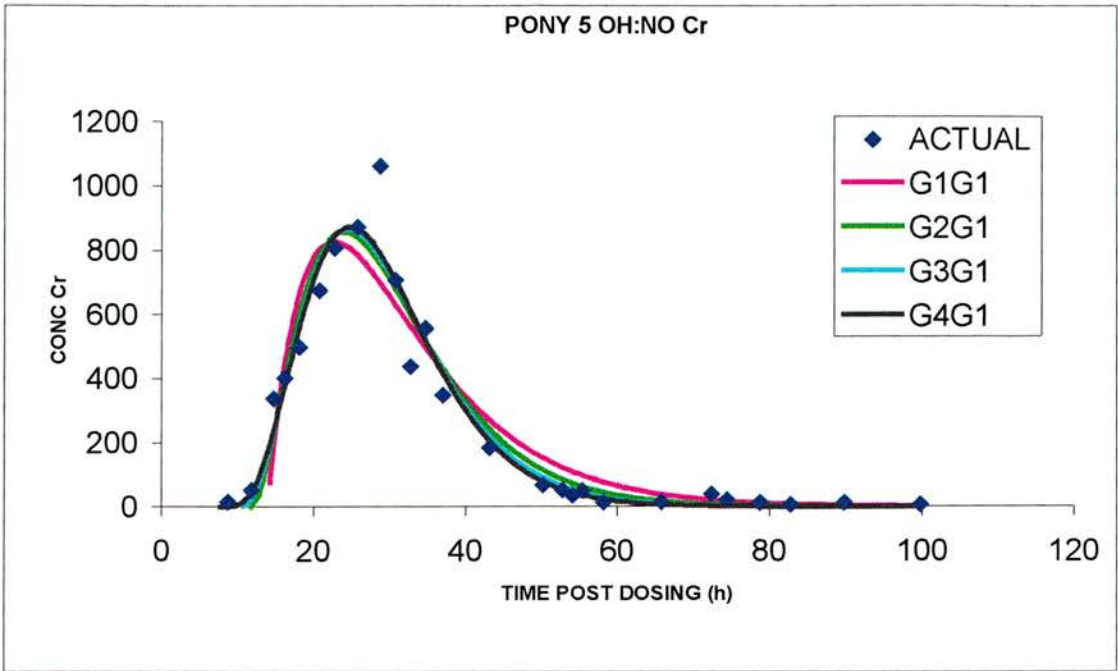 PONY 5 OH:NO Cr
1200
1000
800
600
400
200
0
CONC Cr
0 20 40 60 80 100 120
TIME POST DOSING (h)
ACTUAL
G1G1
G2G1
G3G1
G4G1